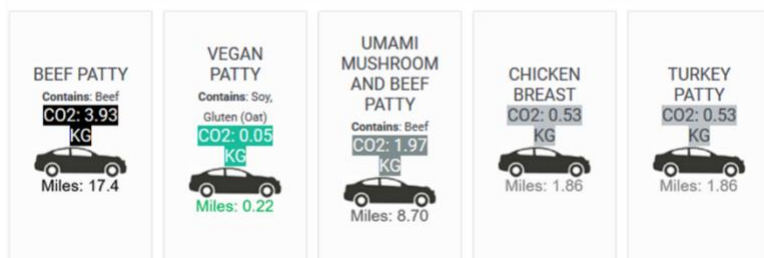 BEEF PATTY
Contains: Beef
CO2: 3.93
KG
Miles: 17.4
VEGAN
PATTY
Contains: Soy,
Gluten (Oat)
CO2: 0.05
KG
Miles: 0.22
UMAMI
MUSHROOM
AND BEEF
PATTY
Contains: Beef
CO2: 1.97
KG
Miles: 8.70
CHICKEN
BREAST
CO2: 0.53
KG
Miles: 1.86
TURKEY
PATTY
CO2: 0.53
KG
Miles: 1.86